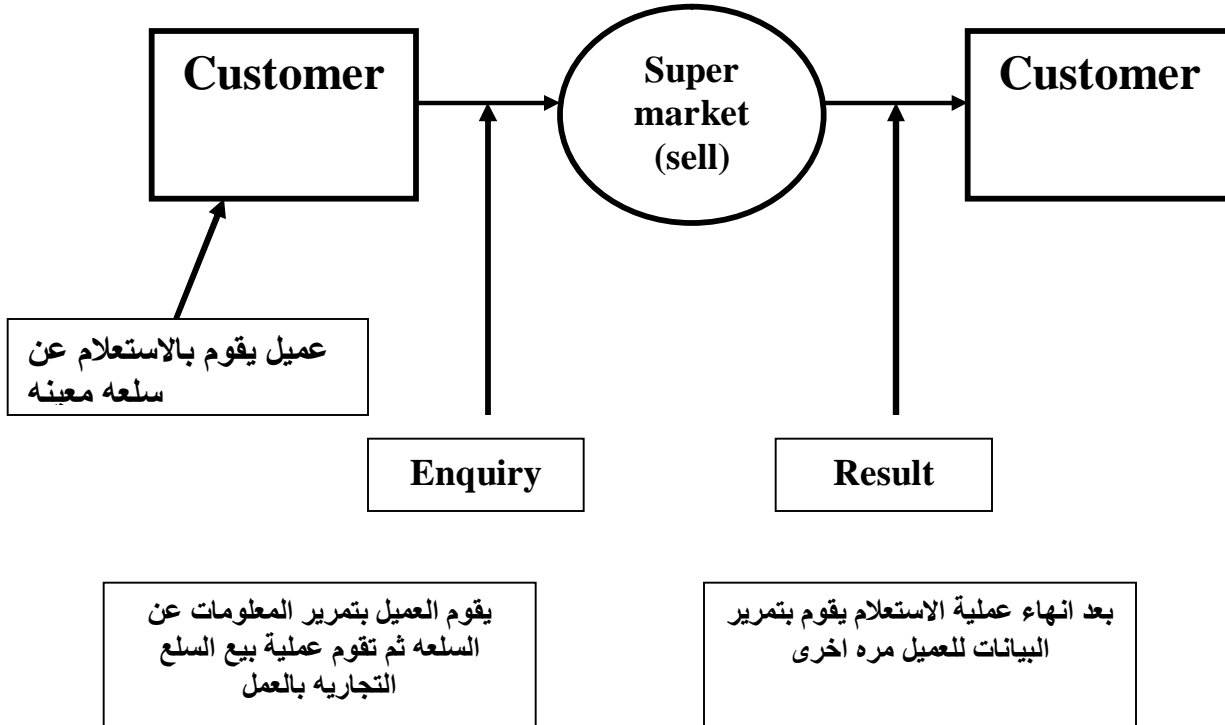 Customer
Super
market
(sell)
Customer
عميل يقوم بالاستعلام عن
سلعه معينه
Enquiry
Result
يقوم العميل بتمرير المعلومات عن
السلعه ثم تقوم عملية بيع السلع
التجاريه بالعمل
بعد انهاء عملية الاستعلام يقوم بتمرير
البيانات للعميل مره اخرى